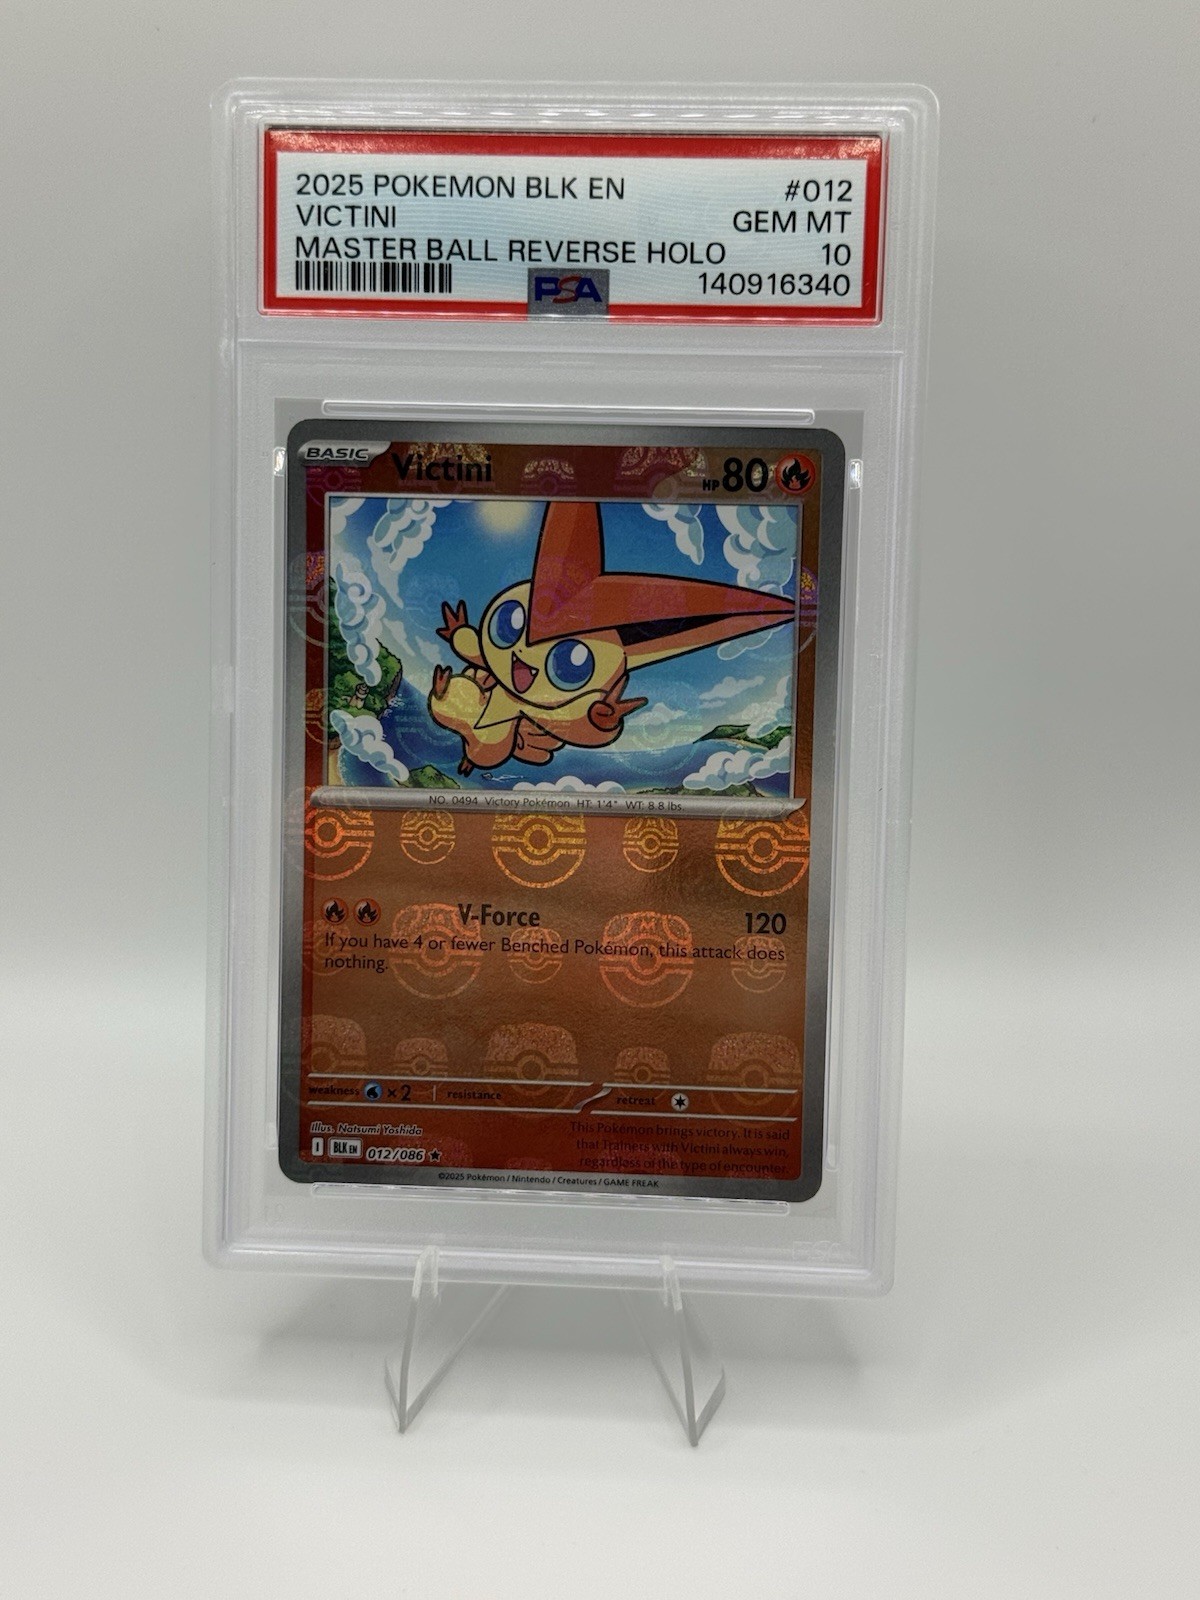 2025 POKEMON BLK EN #012
VICTINI GEM MT
MASTER BALL REVERSE HOLO 10
PSA 140916340
BASIC Victini HP 80
NO. 0494 Victory Pokémon HT: 1'4" WT: 8.8 lbs.
V-Force 120
If you have 4 or fewer Benched Pokémon, this attack does
nothing.
weakness ×2 resistance retreat
Illus. Natsumi Yoshida
This Pokémon brings victory. It is said
that Trainers with Victini always win,
regardless of the type of encounter.
I BLK EN 012/086 ★
©2025 Pokémon / Nintendo / Creatures / GAME FREAK